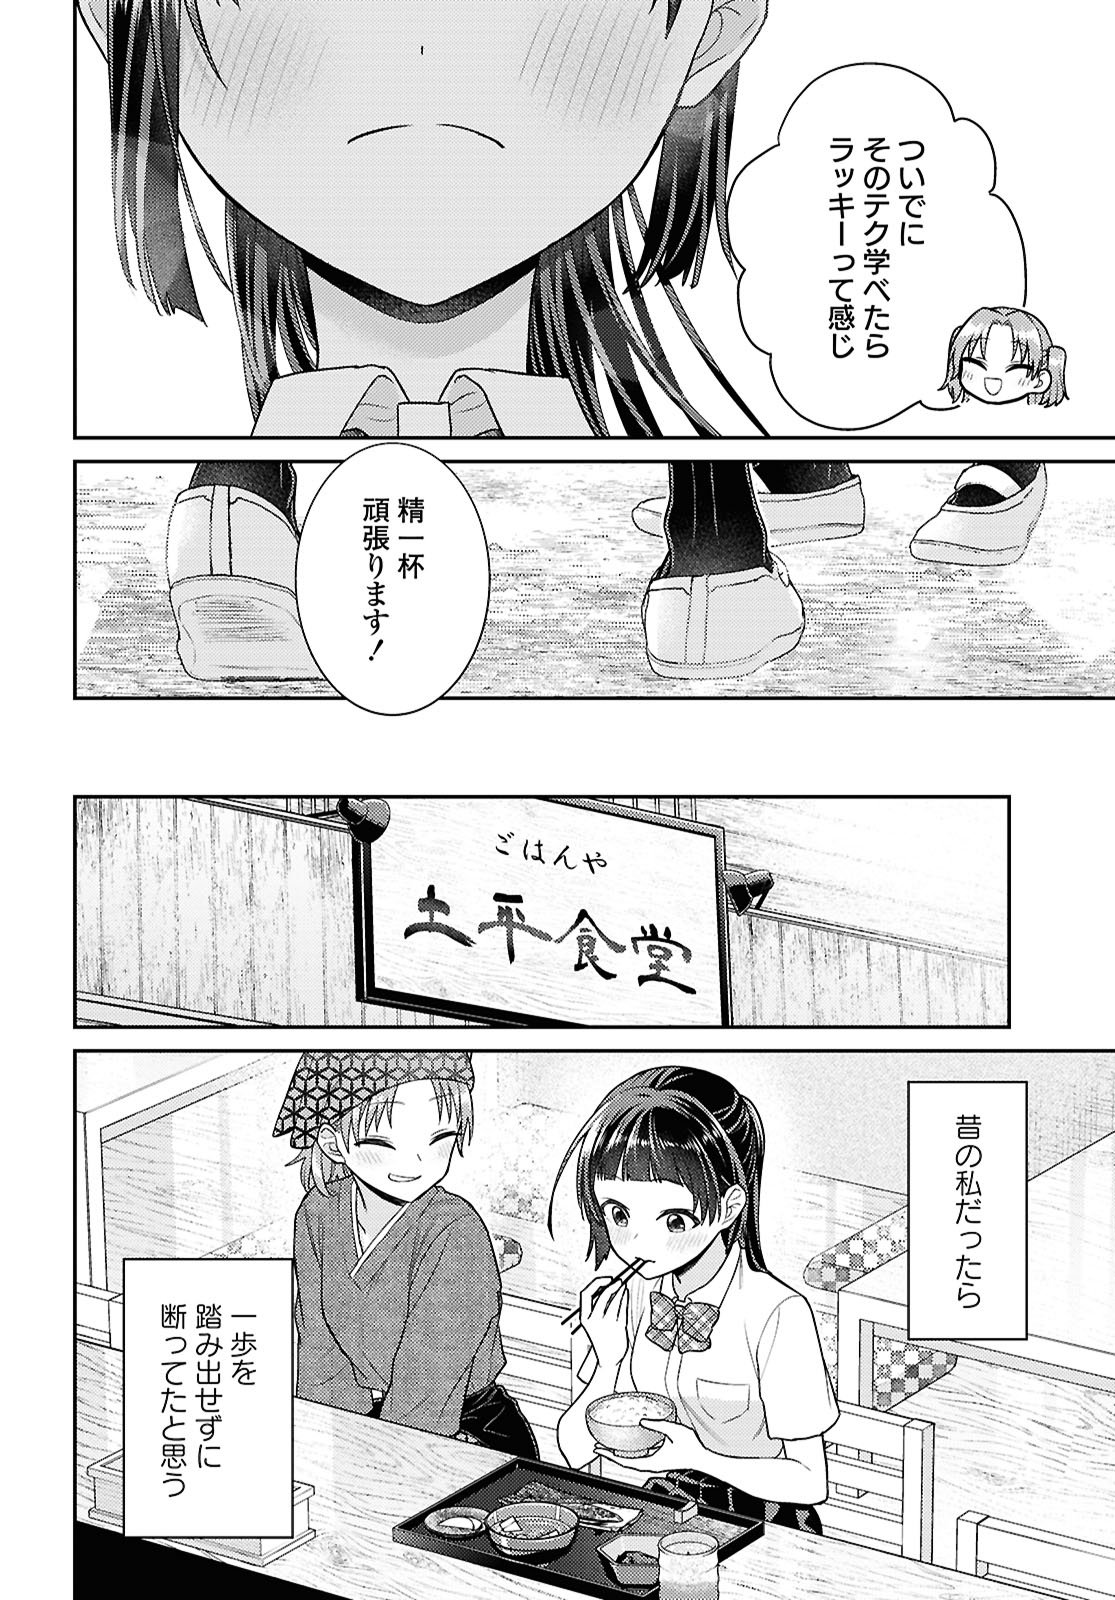 ついでに
そのテク学べたら
ラッキーって感じ
精一杯
頑張ります!
ごはんや
土平食堂
昔の私だったら
一歩を
踏み出せずに
断ってたと思う